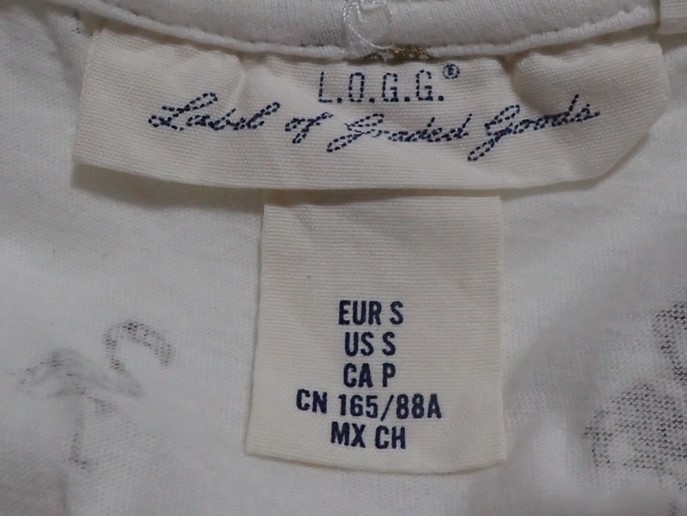 L.O.G.G.®
Label of Graded Goods
EUR S
US S
CA P
CN 165/88A
MX CH